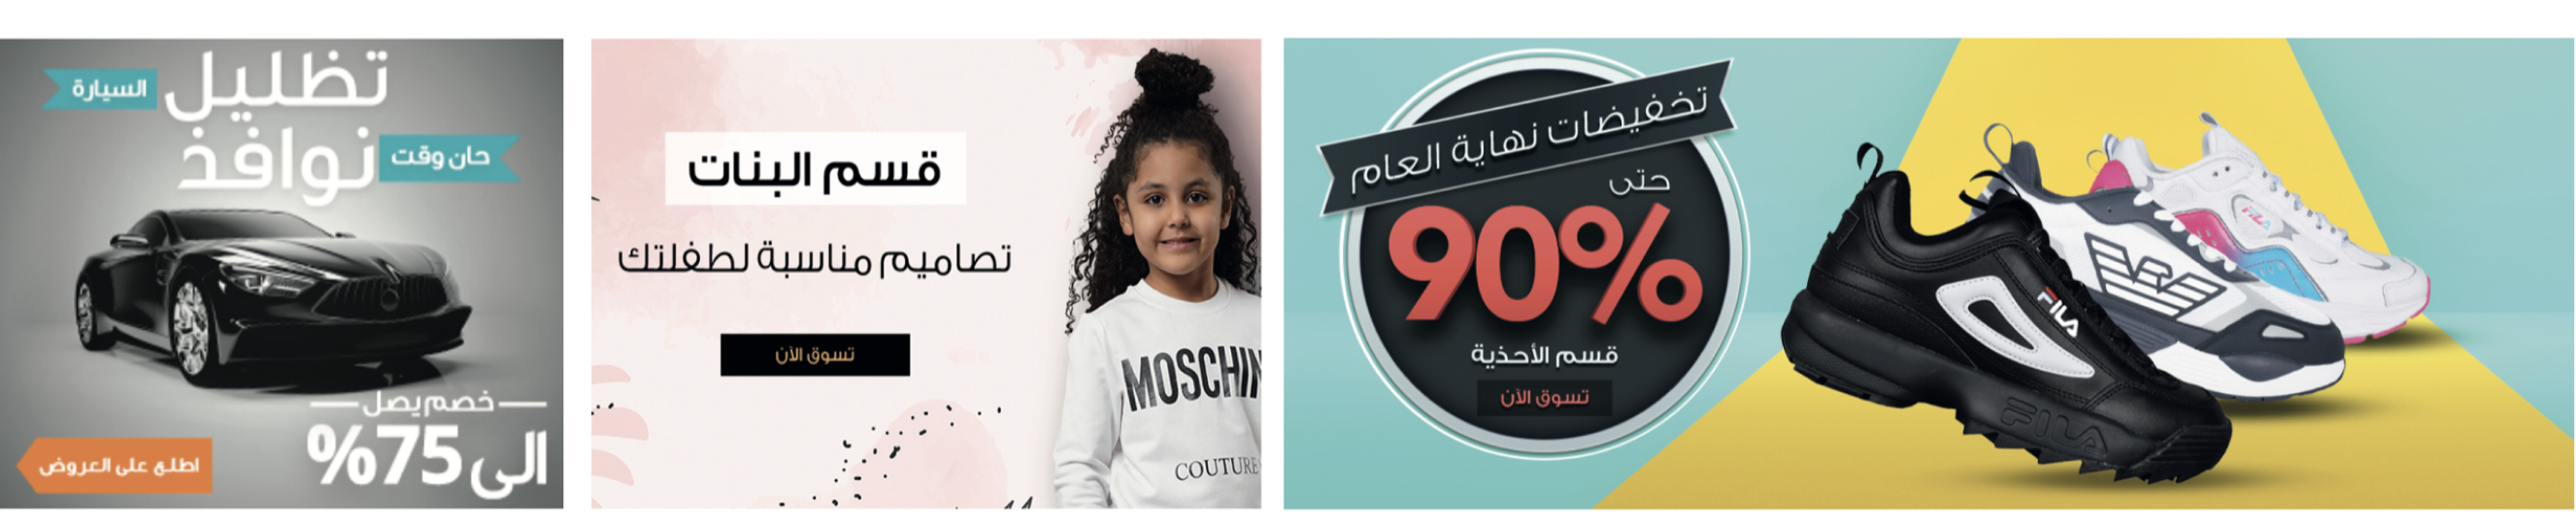 تخفيضات نهاية العام
حتى
90%
قسم الأحذية
تسوق الآن
FILA
FILA
FILA
قسم البنات
تصاميم مناسبة لطفلتك
تسوق الآن
MOSCHIN
COUTURE
حان وقت
تظليل
نوافذ
السيارة
خصم يصل
الى 75%
اطلع على العروض